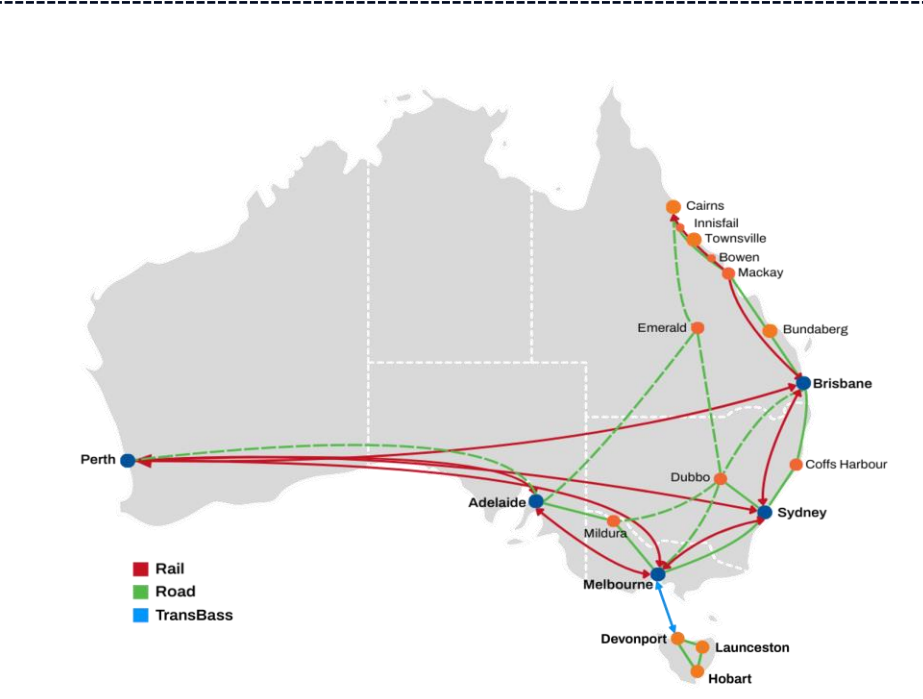 Cairns
Innisfail
Townsville
Bowen
Mackay
Emerald
Bundaberg
Brisbane
Perth
Coffs Harbour
Dubbo
Adelaide
Sydney
Mildura
Rail
Melbourne
Road
TransBass
Devonport
Launceston
Hobart